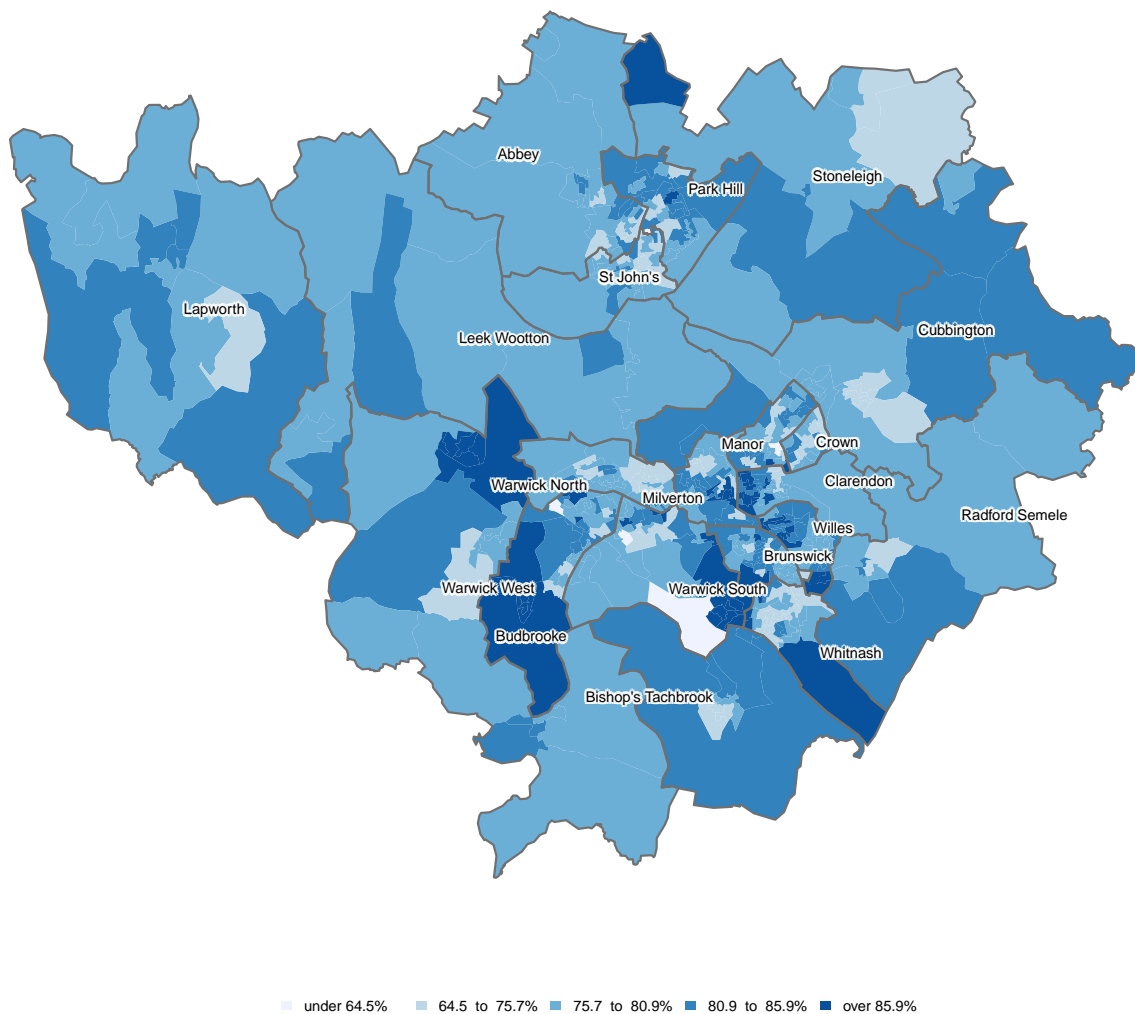 Abbey
Stoneleigh
Park Hill
St John's
Lapworth
Cubbington
Leek Wootton
Manor
Crown
Clarendon
Warwick North
Milverton
Radford Semele
Willes
Brunswick
Warwick West
Warwick South
Budbrooke
Whitnash
Bishop's Tachbrook
under 64.5% 64.5 to 75.7% 75.7 to 80.9% 80.9 to 85.9% over 85.9%